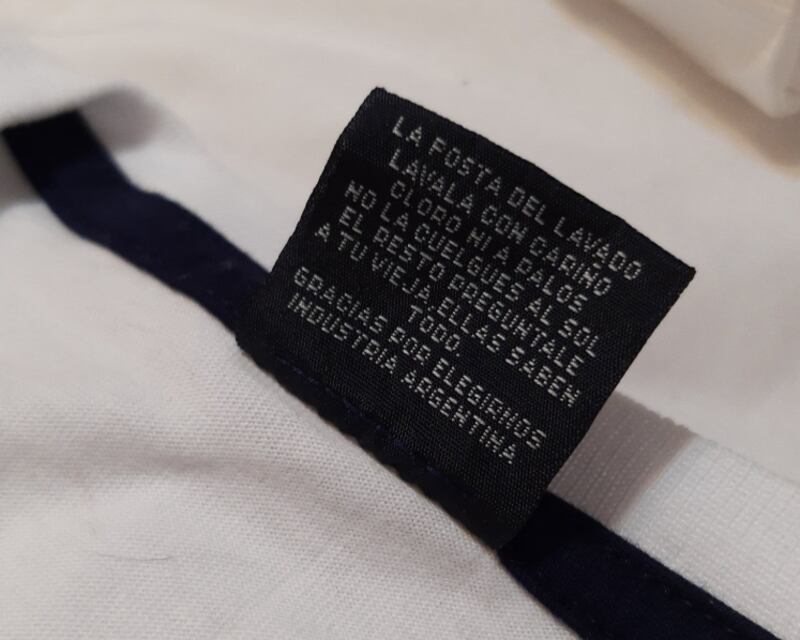 LA POSTA DEL LAVADO
LAVALA CON CARIÑO
CLORO NI A PALOS
NO LA CUELGUES AL SOL
EL RESTO PREGUNTALE
A TU VIEJA, ELLAS SABEN
TODO.
GRACIAS POR ELEGIRNOS
INDUSTRIA ARGENTINA